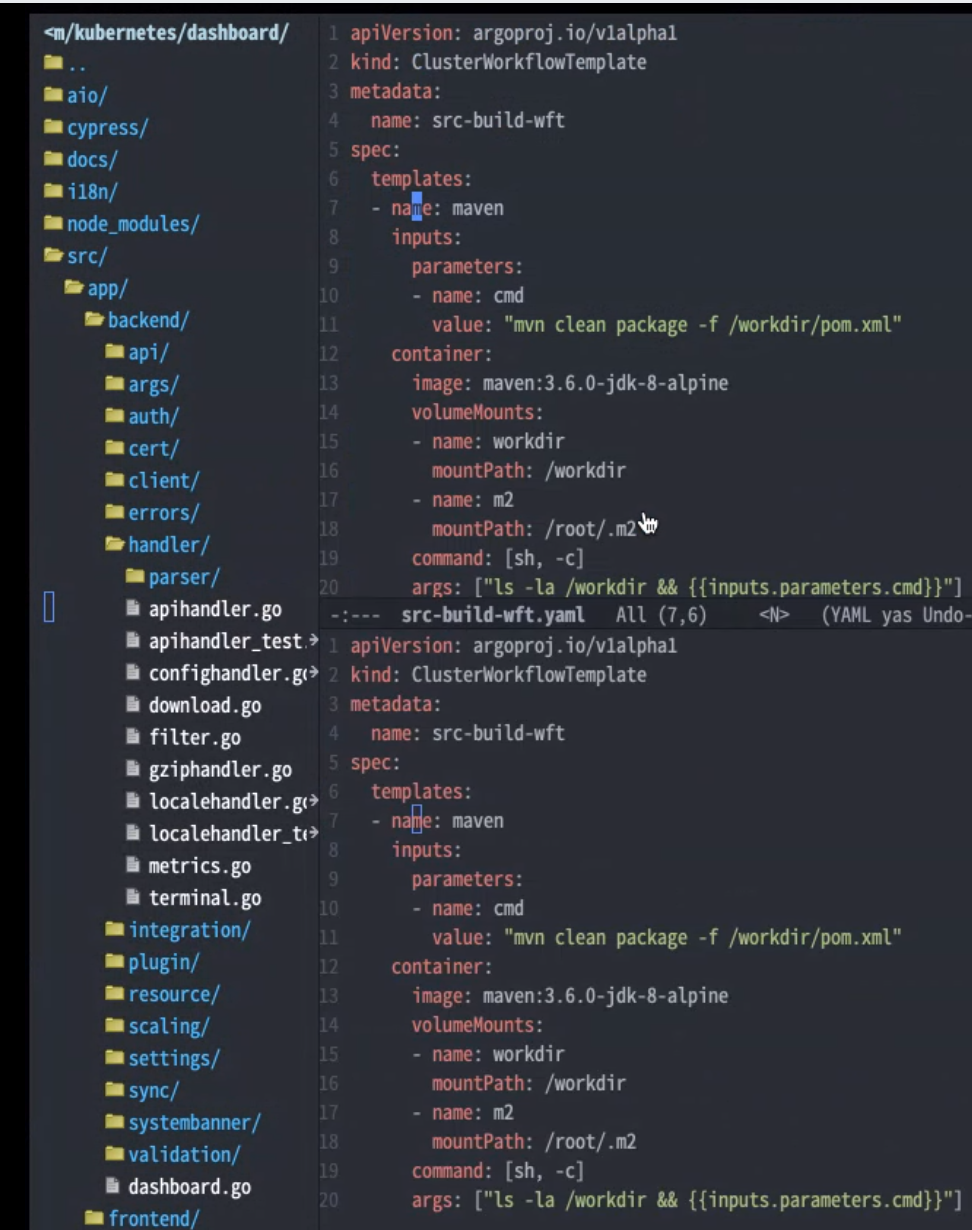 <m/kubernetes/dashboard/
..
aio/
cypress/
docs/
i18n/
node_modules/
src/
app/
backend/
api/
args/
auth/
cert/
client/
errors/
handler/
parser/
apihandler.go
apihandler_test.
confighandler.g
download.go
filter.go
gziphandler.go
localehandler.g
localehandler_t
metrics.go
terminal.go
integration/
plugin/
resource/
scaling/
settings/
sync/
systembanner/
validation/
dashboard.go
frontend/
1 apiVersion: argoproj.io/v1alpha1
2 kind: ClusterWorkflowTemplate
3 metadata:
4   name: src-build-wft
5 spec:
6   templates:
7   - name: maven
8     inputs:
9       parameters:
10       - name: cmd
11         value: "mvn clean package -f /workdir/pom.xml"
12     container:
13       image: maven:3.6.0-jdk-8-alpine
14       volumeMounts:
15       - name: workdir
16         mountPath: /workdir
17       - name: m2
18         mountPath: /root/.m2
19       command: [sh, -c]
20       args: ["ls -la /workdir && {{inputs.parameters.cmd}}"]
-:--- src-build-wft.yaml All (7,6) <N> (YAML yas Undo-
1 apiVersion: argoproj.io/v1alpha1
2 kind: ClusterWorkflowTemplate
3 metadata:
4   name: src-build-wft
5 spec:
6   templates:
7   - name: maven
8     inputs:
9       parameters:
10       - name: cmd
11         value: "mvn clean package -f /workdir/pom.xml"
12     container:
13       image: maven:3.6.0-jdk-8-alpine
14       volumeMounts:
15       - name: workdir
16         mountPath: /workdir
17       - name: m2
18         mountPath: /root/.m2
19       command: [sh, -c]
20       args: ["ls -la /workdir && {{inputs.parameters.cmd}}"]